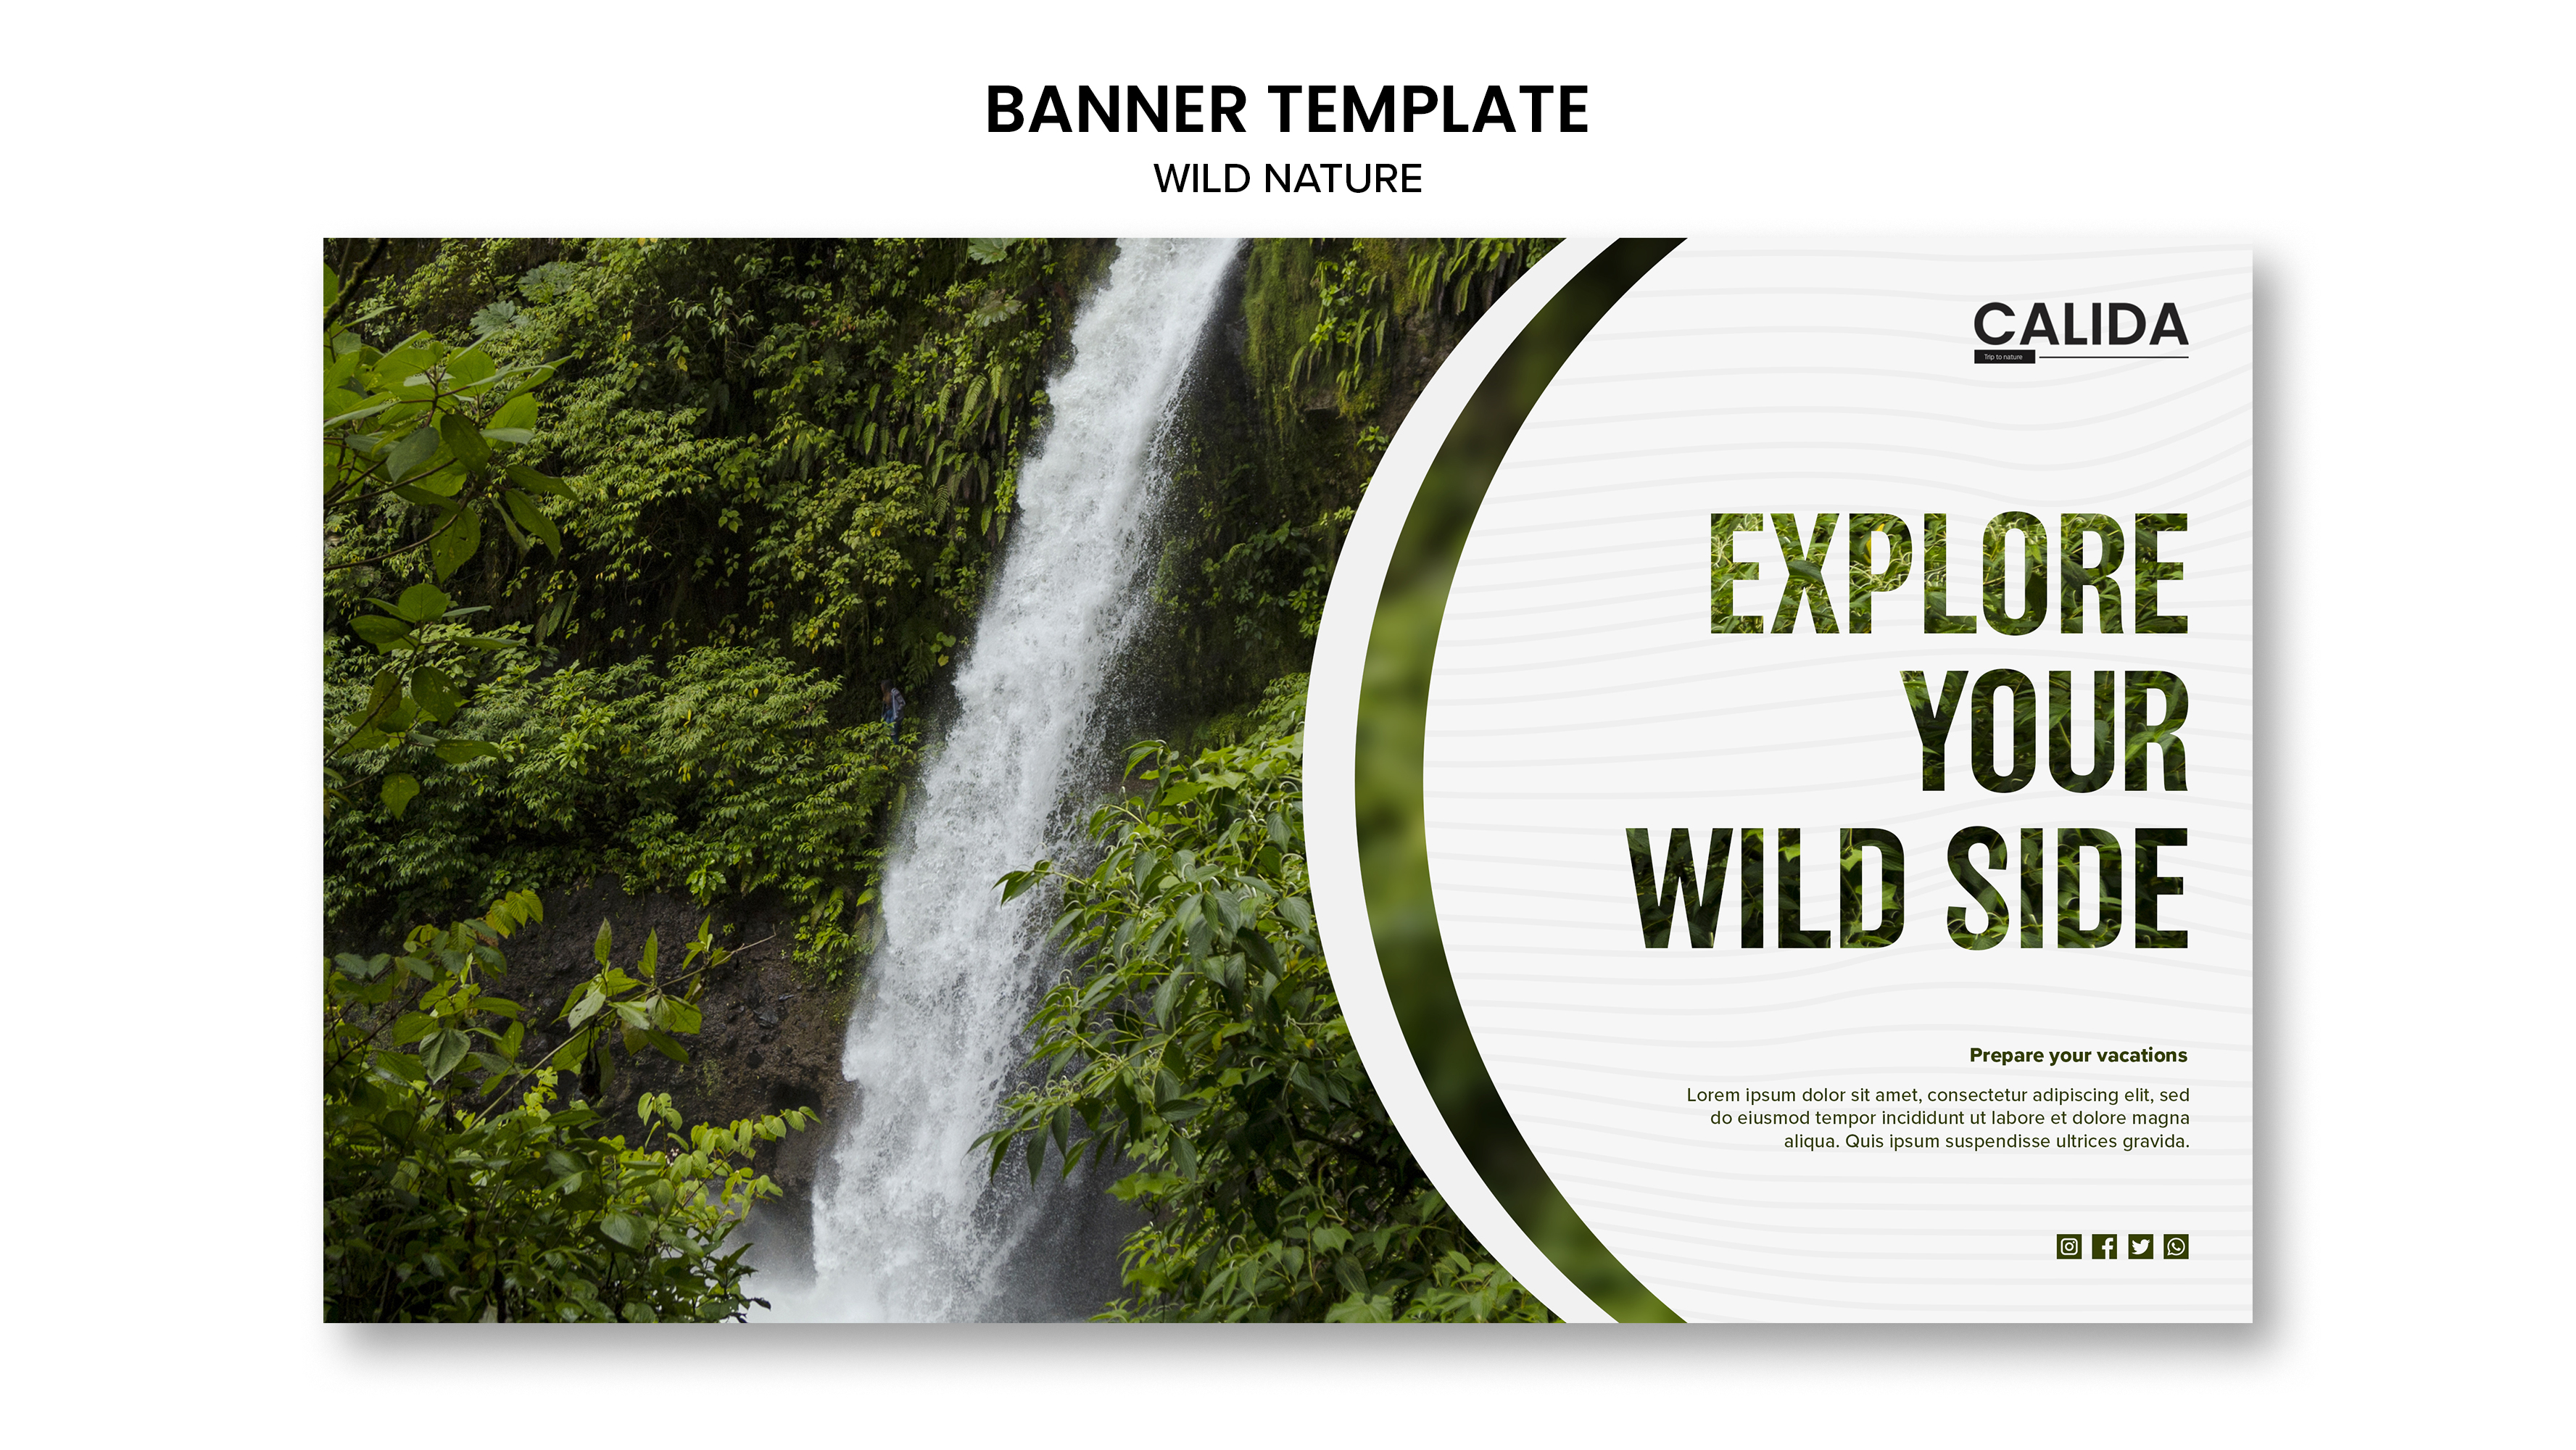 BANNER TEMPLATE
WILD NATURE
CALIDA
Trip to nature
EXPLORE
YOUR
WILD SIDE
Prepare your vacations
Lorem ipsum dolor sit amet, consectetur adipiscing elit, sed
do eiusmod tempor incididunt ut labore et dolore magna
aliqua. Quis ipsum suspendisse ultrices gravida.